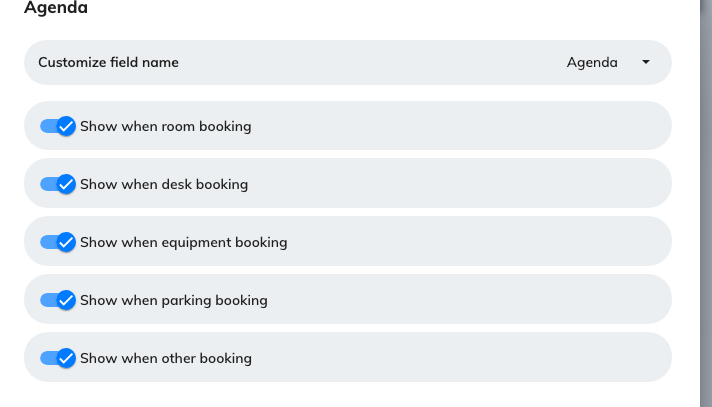 Agenda
Customize field name Agenda
Show when room booking
Show when desk booking
Show when equipment booking
Show when parking booking
Show when other booking